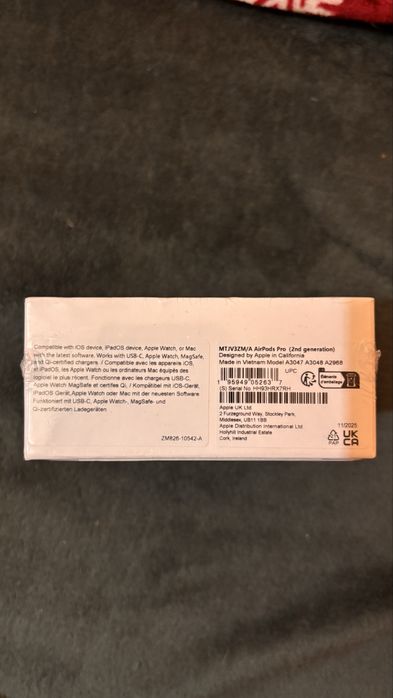 Compatible with iOS device, iPadOS device, Apple Watch, or Mac
with the latest software. Works with USB-C, Apple Watch, MagSafe,
and Qi-certified chargers. / Compatible avec les appareils iOS
et iPadOS, les Apple Watch ou les ordinateurs Mac équipés des
logiciel le plus récent. Fonctionne avec les chargeurs USB-C,
Apple Watch MagSafe et certifés Qi. / Kompatibel mit iOS-Gerät,
iPadOS Gerät, Apple Watch oder Mac mit der neuesten Software.
Funktioniert mit USB-C, Apple Watch-, MagSafe- und
Qi-zertifizierten Ladegeräten
ZM826-10542-A
MTJV3ZM/A AirPods Pro (2nd generation)
Designed by Apple in California
Made in Vietnam Model A3047 A3048 A2968
UPC
1 95949 05263 7
(S) Serial No. HH93HRX7RH
Éléments
d'emballage
Apple UK Ltd.
2 Furzeground Way, Stockley Park,
Middlesex, UB11 1BB
Apple Distribution International Ltd.
Hollyhill Industrial Estate
Cork, Ireland
11/2025
PAP
UK
CA